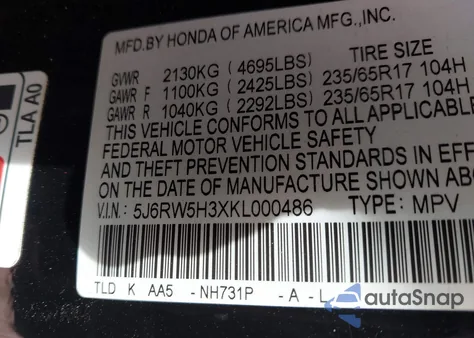 MFD.BY HONDA OF AMERICA MFG.,INC.
TIRE SIZE
GVWR 2130KG (4695LBS)
GAWR F 1100KG (2425LBS) 235/65R17 104H
GAWR R 1040KG (2292LBS) 235/65R17 104H
THIS VEHICLE CONFORMS TO ALL APPLICABL
FEDERAL MOTOR VEHICLE SAFETY
AND THEFT PREVENTION STANDARDS IN EFF
ON THE DATE OF MANUFACTURE SHOWN ABO
V.I.N.: 5J6RW5H3XKL000486 TYPE: MPV
TLD K AA5 -NH731P -A -L
TLA A0
autoSnap